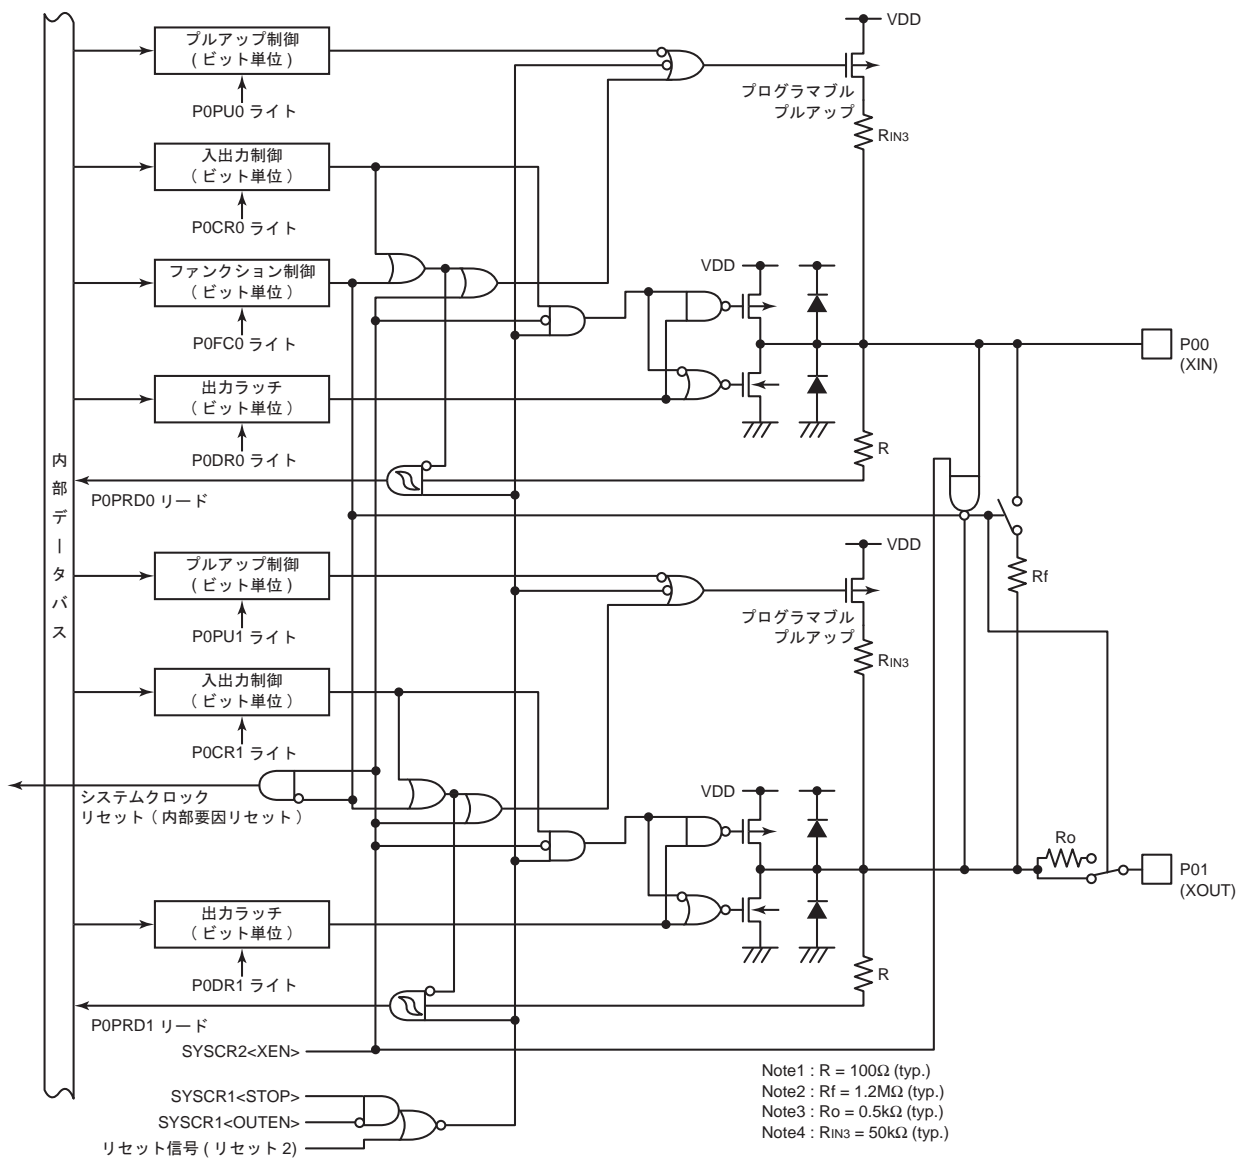 VDD
プルアップ制御
( ビット単位 )
P0PU0 ライト
プログラマブル
プルアップ
RIN3
入出力制御
( ビット単位 )
P0CR0 ライト
ファンクション制御
( ビット単位 )
P0FC0 ライト
VDD
P00
(XIN)
出力ラッチ
( ビット単位 )
P0DR0 ライト
R
P0PRD0 リード
内部データバス
VDD
プルアップ制御
( ビット単位 )
P0PU1 ライト
Rf
プログラマブル
プルアップ
RIN3
入出力制御
( ビット単位 )
P0CR1 ライト
システムクロック
リセット ( 内部要因リセット )
VDD
Ro
P01
(XOUT)
出力ラッチ
( ビット単位 )
P0DR1 ライト
R
P0PRD1 リード
SYSCR2<XEN>
SYSCR1<STOP>
SYSCR1<OUTEN>
リセット信号 ( リセット 2)
Note1 : R = 100Ω (typ.)
Note2 : Rf = 1.2MΩ (typ.)
Note3 : Ro = 0.5kΩ (typ.)
Note4 : RIN3 = 50kΩ (typ.)